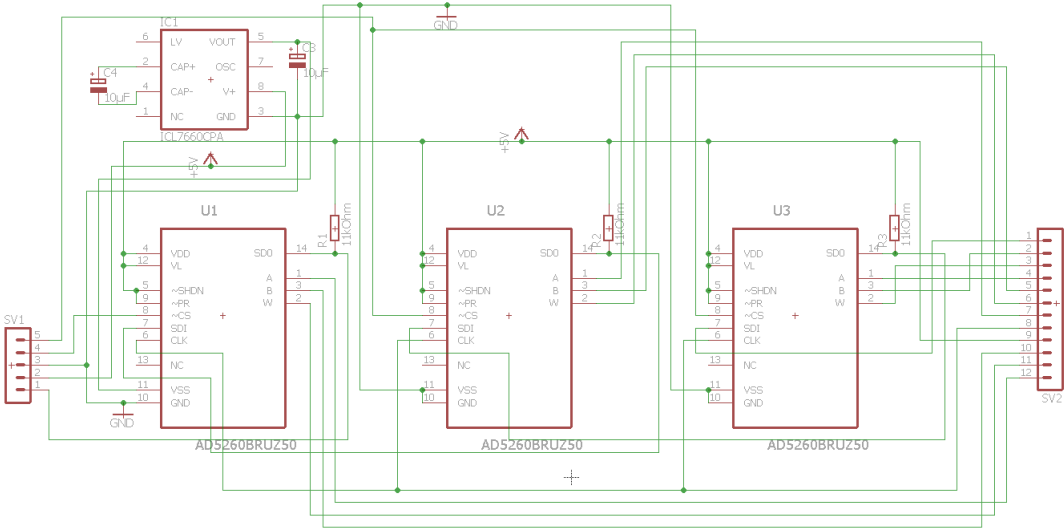 IC1
6 LV VOUT 5
2 CAP+ OSC 7
4 CAP- V+ 8
1 NC GND 3
ICL7660CPA
C4
10µF
C3
10µF
GND
+5V
+5V
U1
4 VDD SDO 14
12 VL
A 1
5 ~SHDN B 3
9 ~PR W 2
8 ~CS
7 SDI
6 CLK
13 NC
11 VSS
10 GND
AD5260BRUZ50
R1
11kOhm
U2
4 VDD SDO 14
12 VL
A 1
5 ~SHDN B 3
9 ~PR W 2
8 ~CS
7 SDI
6 CLK
13 NC
11 VSS
10 GND
AD5260BRUZ50
R2
11kOhm
U3
4 VDD SDO 14
12 VL
A 1
5 ~SHDN B 3
9 ~PR W 2
8 ~CS
7 SDI
6 CLK
13 NC
11 VSS
10 GND
AD5260BRUZ50
R3
11kOhm
SV1
5
4
3
2
1
GND
1
2
3
4
5
6
7
8
9
10
11
12
SV2